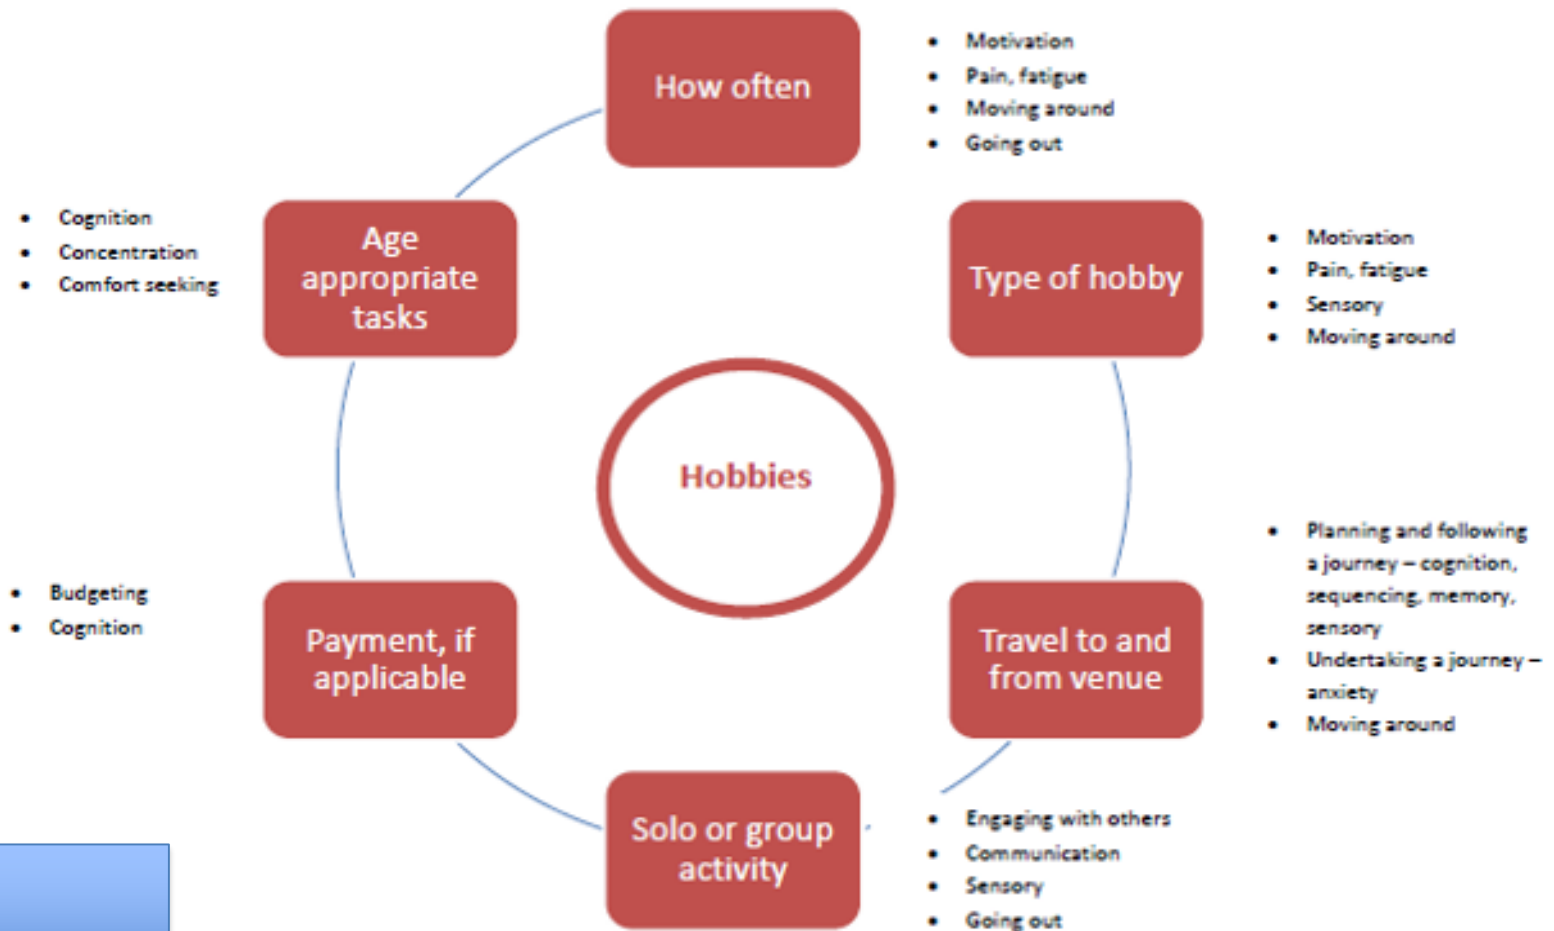 How often
• Motivation
• Pain, fatigue
• Moving around
• Going out
Type of hobby
• Motivation
• Pain, fatigue
• Sensory
• Moving around
Travel to and
from venue
• Planning and following
a journey – cognition,
sequencing, memory,
sensory
• Undertaking a journey –
anxiety
• Moving around
Solo or group
activity
• Engaging with others
• Communication
• Sensory
• Going out
Payment, if
applicable
• Budgeting
• Cognition
Age
appropriate
tasks
• Cognition
• Concentration
• Comfort seeking
Hobbies